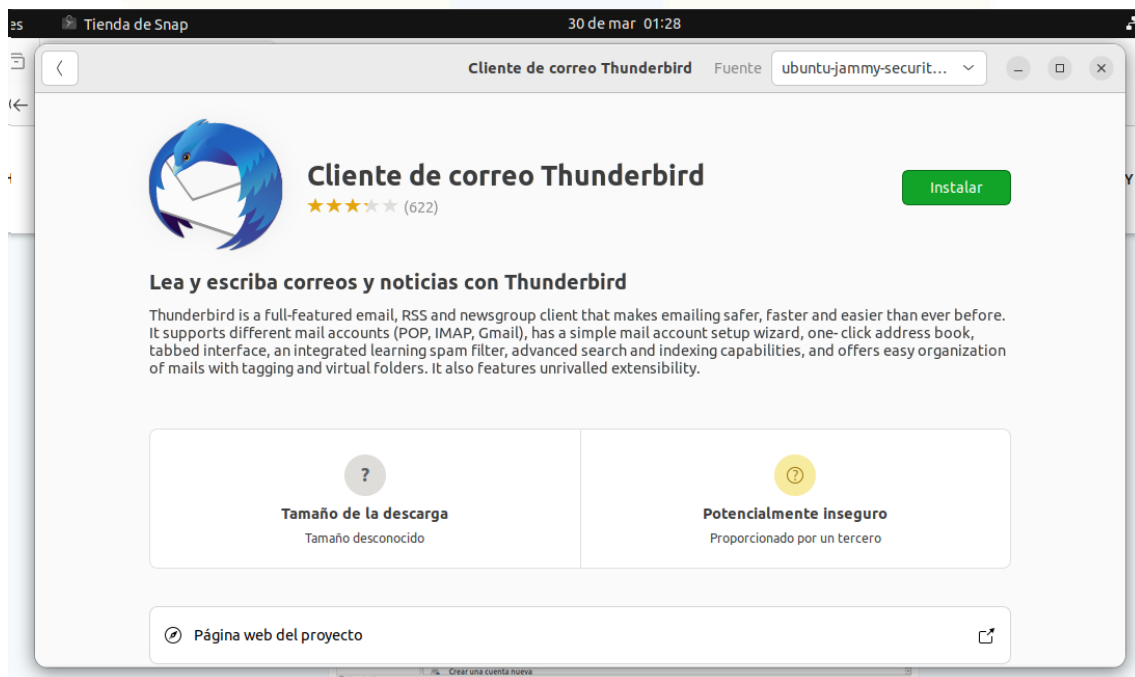 es
Tienda de Snap
30 de mar 01:28
Cliente de correo Thunderbird
Fuente
ubuntu-jammy-securit...
Cliente de correo Thunderbird
(622)
Instalar
Lea y escriba correos y noticias con Thunderbird
Thunderbird is a full-featured email, RSS and newsgroup client that makes emailing safer, faster and easier than ever before.
It supports different mail accounts (POP, IMAP, Gmail), has a simple mail account setup wizard, one- click address book,
tabbed interface, an integrated learning spam filter, advanced search and indexing capabilities, and offers easy organization
of mails with tagging and virtual folders. It also features unrivalled extensibility.
?
Tamaño de la descarga
Tamaño desconocido
?
Potencialmente inseguro
Proporcionado por un tercero
Página web del proyecto
Crear una cuenta nueva
Y